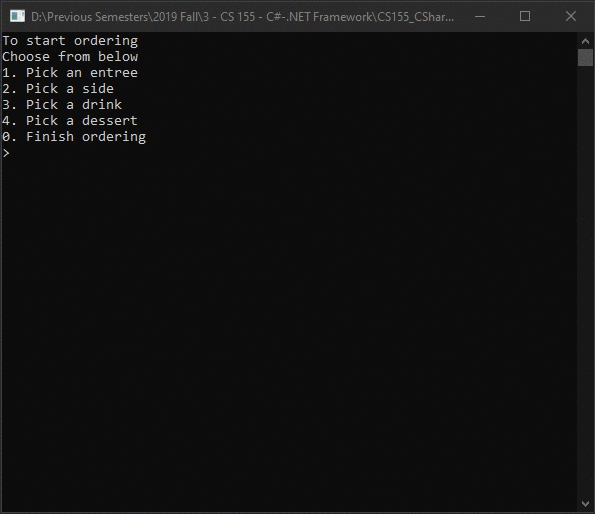 D:\Previous Semesters\2019 Fall\3 - CS 155 - C#-.NET Framework\CS155_CShar...
To start ordering
Choose from below
1. Pick an entree
2. Pick a side
3. Pick a drink
4. Pick a dessert
0. Finish ordering
>